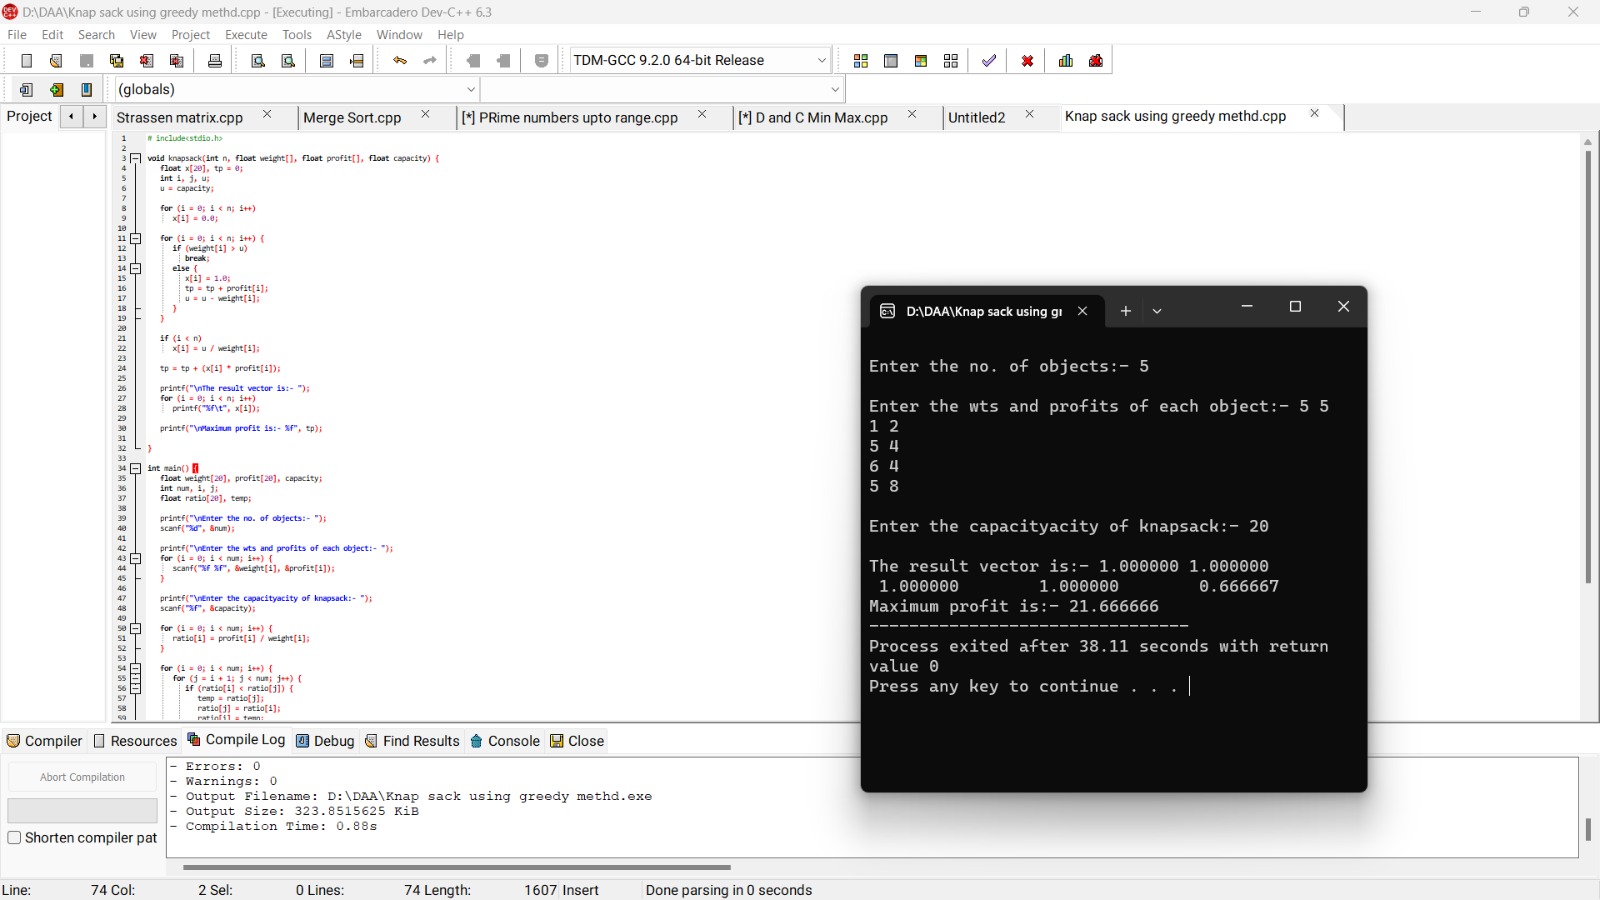 D:\DAA\Knap sack using greedy methd.cpp - [Executing] - Embarcadero Dev-C++ 6.3
File Edit Search View Project Execute Tools AStyle Window Help
TDM-GCC 9.2.0 64-bit Release
(globals)
Project
Strassen matrix.cpp Merge Sort.cpp [*] PRime numbers upto range.cpp [*] D and C Min Max.cpp Untitled2 Knap sack using greedy methd.cpp
1 # include<stdio.h>
2
3 void knapsack(int n, float weight[], float profit[], float capacity) {
4 float x[20], tp = 0;
5 int i, j, u;
6 u = capacity;
7
8 for (i = 0; i < n; i++)
9 x[i] = 0.0;
10
11 for (i = 0; i < n; i++) {
12 if (weight[i] > u)
13 break;
14 else {
15 x[i] = 1.0;
16 tp = tp + profit[i];
17 u = u - weight[i];
18 }
19 }
20
21 if (i < n)
22 x[i] = u / weight[i];
23
24 tp = tp + (x[i] * profit[i]);
25
26 printf("\nThe result vector is:- ");
27 for (i = 0; i < n; i++)
28 printf("%f\t", x[i]);
29
30 printf("\nMaximum profit is:- %f", tp);
31
32 }
33
34 int main() {
35 float weight[20], profit[20], capacity;
36 int num, i, j;
37 float ratio[20], temp;
38
39 printf("\nEnter the no. of objects:- ");
40 scanf("%d", &num);
41
42 printf("\nEnter the wts and profits of each object:- ");
43 for (i = 0; i < num; i++) {
44 scanf("%f %f", &weight[i], &profit[i]);
45 }
46
47 printf("\nEnter the capacityacity of knapsack:- ");
48 scanf("%f", &capacity);
49
50 for (i = 0; i < num; i++) {
51 ratio[i] = profit[i] / weight[i];
52 }
53
54 for (i = 0; i < num; i++) {
55 for (j = i + 1; j < num; j++) {
56 if (ratio[i] < ratio[j]) {
57 temp = ratio[j];
58 ratio[j] = ratio[i];
59 ratio[i] = temp;
D:\DAA\Knap sack using gr
Enter the no. of objects:- 5
Enter the wts and profits of each object:- 5 5
1 2
5 4
6 4
5 8
Enter the capacityacity of knapsack:- 20
The result vector is:- 1.000000 1.000000
1.000000 1.000000 0.666667
Maximum profit is:- 21.666666
--------------------------------
Process exited after 38.11 seconds with return
value 0
Press any key to continue . . .
Compiler Resources Compile Log Debug Find Results Console Close
Abort Compilation
Shorten compiler pat
- Errors: 0
- Warnings: 0
- Output Filename: D:\DAA\Knap sack using greedy methd.exe
- Output Size: 323.8515625 KiB
- Compilation Time: 0.88s
Line: 74 Col: 2 Sel: 0 Lines: 74 Length: 1607 Insert Done parsing in 0 seconds